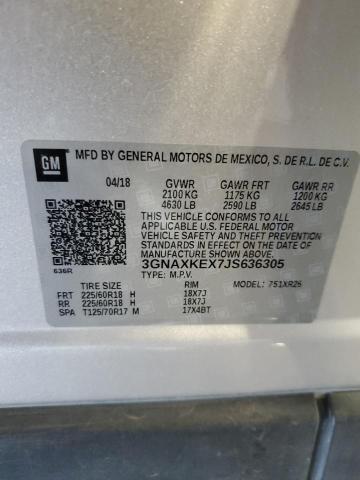 GM MFD BY GENERAL MOTORS DE MEXICO, S. DE R.L. DE C.V.
04/18 GVWR GAWR FRT GAWR RR
2100 KG 1175 KG 1200 KG
4630 LB 2590 LB 2645 LB
THIS VEHICLE CONFORMS TO ALL
APPLICABLE U.S. FEDERAL MOTOR
VEHICLE SAFETY AND THEFT PREVENTION
STANDARDS IN EFFECT ON THE DATE OF
MANUFACTURE SHOWN ABOVE.
636R 3GNAXKEX7JS636305
TYPE: M.P.V. MODEL: 751XR26
TIRE SIZE RIM
FRT 225/60R18 H 18X7J
RR 225/60R18 H 18X7J
SPA T125/70R17 M 17X4BT